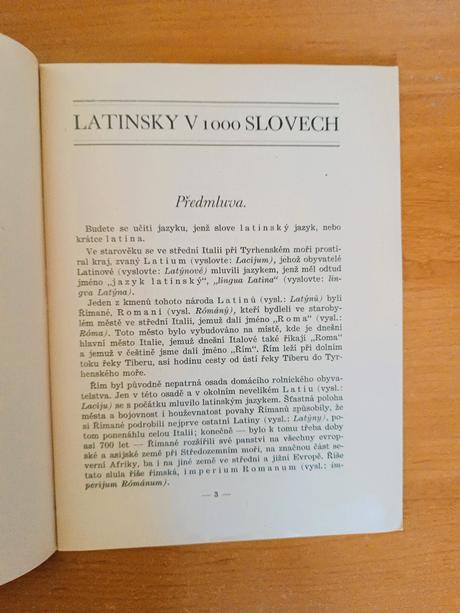 LATINSKY V 1000 SLOVECH
Předmluva.
Budete se učiti jazyku, jenž slove latinský jazyk, nebo
krátce latina.
Ve starověku se ve střední Italii při Tyrhenském moři prosti-
ral kraj, zvaný Latium (vyslovte: Lacijum), jehož obyvatelé
Latinové (vyslovte: Latýnové) mluvili jazykem, jenž měl odtud
jméno „jazyk latinský“, „lingua Latina“ (vyslovte: lin-
gva Latýna).
Jeden z kmenů tohoto národa Latinů (vysl.: Latýnů) byli
Římané, Romani (vysl. Rómáný), kteří bydleli ve staroby-
lém městě ve střední Italii, jemuž dali jméno „Roma“ (vysl.:
Róma). Toto město bylo vybudováno na místě, kde je dnešní
hlavní město Italie, jemuž dnešní Italové také říkají „Roma“
a jemuž v češtině jsme dali jméno „Řím“. Řím leží při dolním
toku řeky Tiberu, asi hodinu cesty od ústí řeky Tiberu do Tyr-
henského moře.
Řím byl původně nepatrná osada domácího rolnického obyva-
telstva. Jen v této osadě a v okolním nevelikém Latiu (vysl.:
Laciju) se s počátku mluvilo latinským jazykem. Šťastná poloha
města a bojovnost i houževnatost povahy Římanů způsobily, že
si Římané podrobili nejprve ostatní Latiny (vysl.: Latýny), po-
tom ponenáhlu celou Italii; konečně — bylo k tomu třeba doby
asi 700 let — Římané rozšířili své panství na všechny evrop-
ské a asijské země při Středozemním moři, na značnou část se-
verní Afriky, ba i na jiné země ve střední a jižní Evropě. Říše
tato slula říše římská, imperium Romanum (vysl.: im-
perijum Rómánum).
— 3 —